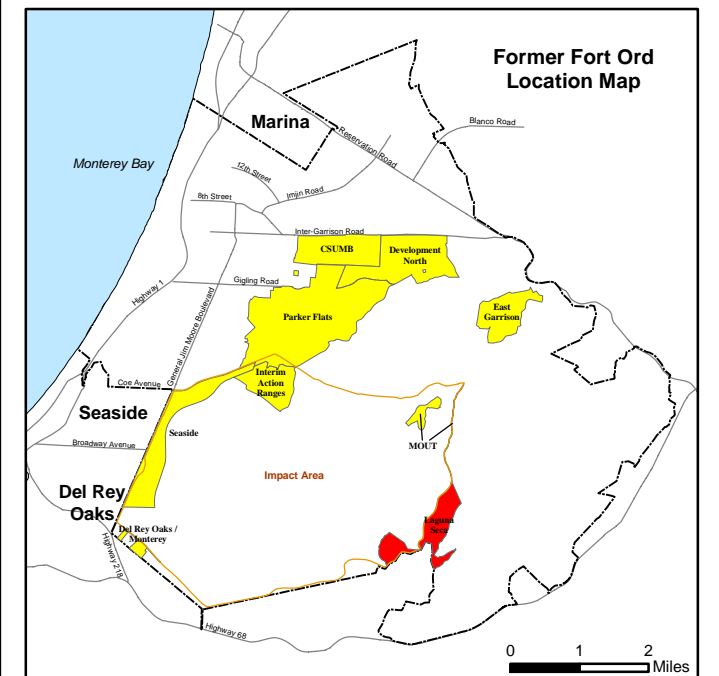 Former Fort Ord
Location Map
Marina
Blanco Road
Reservation Road
Monterey Bay
12th Street
Imjin Road
8th Street
Inter-Garrison Road
CSUMB
Development
North
Gigling Road
Highway 1
General Jim Moore Boulevard
Parker Flats
East
Garrison
Coe Avenue
Interim
Action
Ranges
Seaside
Seaside
Broadway Avenue
MOUT
Impact Area
Del Rey
Oaks
Laguna
Seca
Del Rey Oaks /
Monterey
Highway 218
Highway 68
0 1 2
Miles